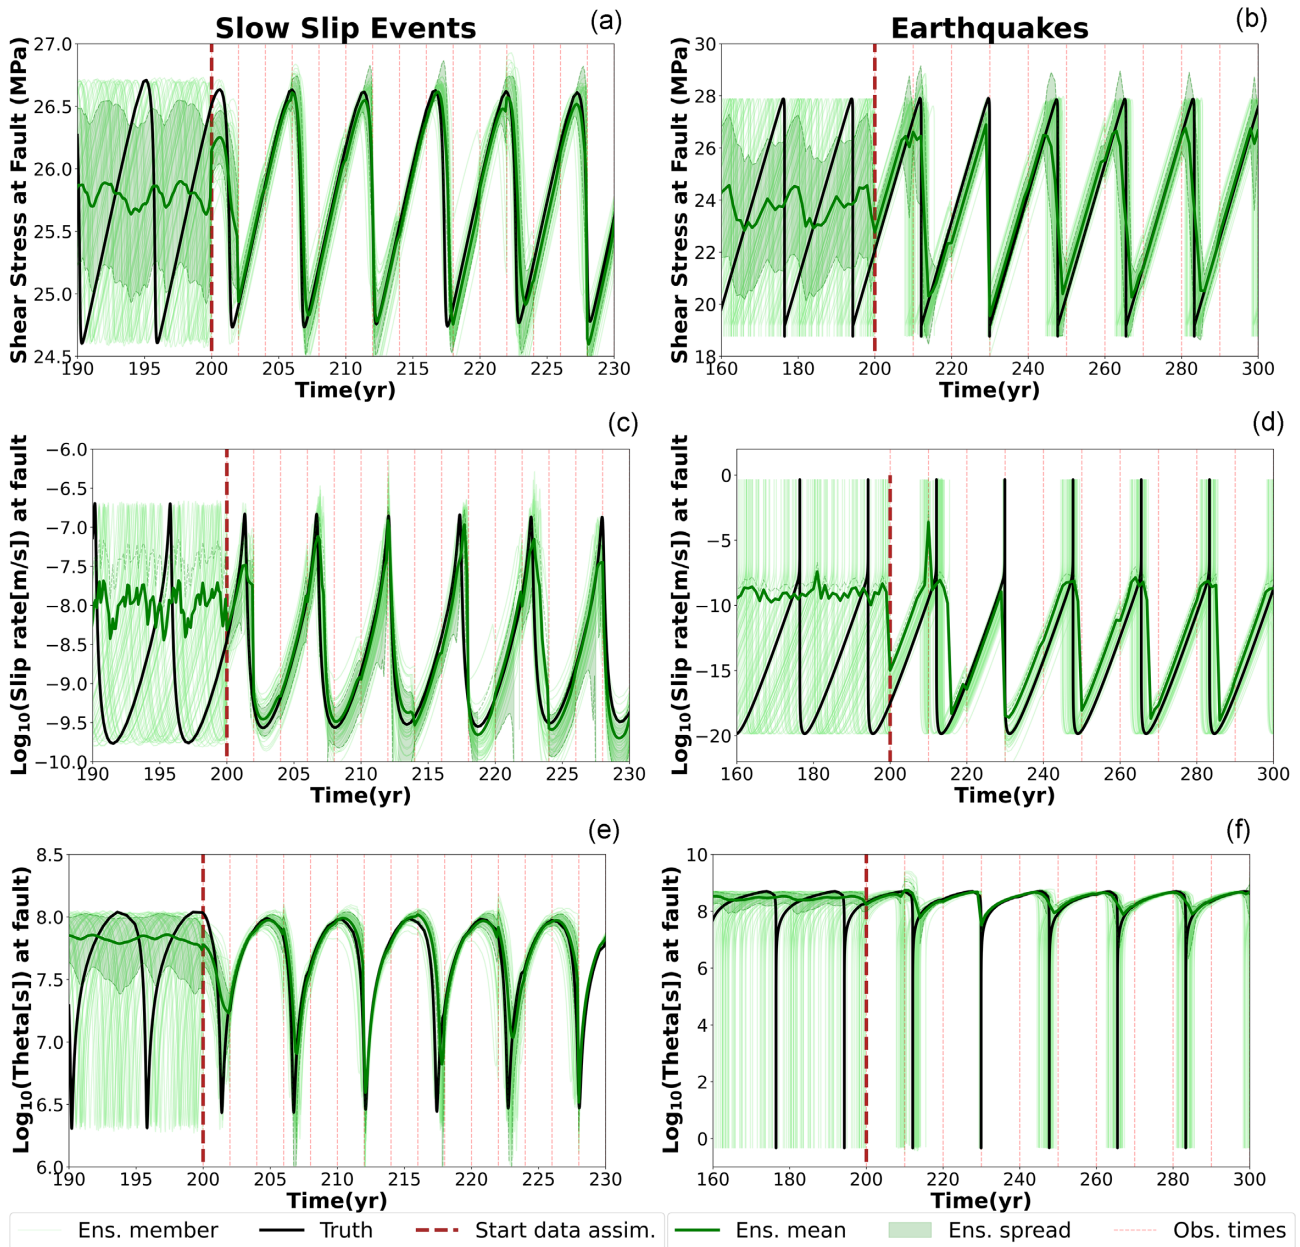 Slow Slip Events
(a)
Earthquakes
(b)
Shear Stress at Fault (MPa)
27.0
26.5
26.0
25.5
25.0
24.5
190 195 200 205 210 215 220 225 230
Time(yr)
Shear Stress at Fault (MPa)
30
28
26
24
22
20
18
160 180 200 220 240 260 280 300
Time(yr)
(c)
(d)
Log₁₀(Slip rate[m/s]) at fault
−6.0
−6.5
−7.0
−7.5
−8.0
−8.5
−9.0
−9.5
−10.0
190 195 200 205 210 215 220 225 230
Time(yr)
Log₁₀(Slip rate[m/s]) at fault
0
−5
−10
−15
−20
160 180 200 220 240 260 280 300
Time(yr)
(e)
(f)
Log₁₀(Theta[s]) at fault)
8.5
8.0
7.5
7.0
6.5
6.0
190 195 200 205 210 215 220 225 230
Time(yr)
Log₁₀(Theta[s]) at fault)
10
8
6
4
2
0
160 180 200 220 240 260 280 300
Time(yr)
Ens. member Truth Start data assim. Ens. mean Ens. spread Obs. times